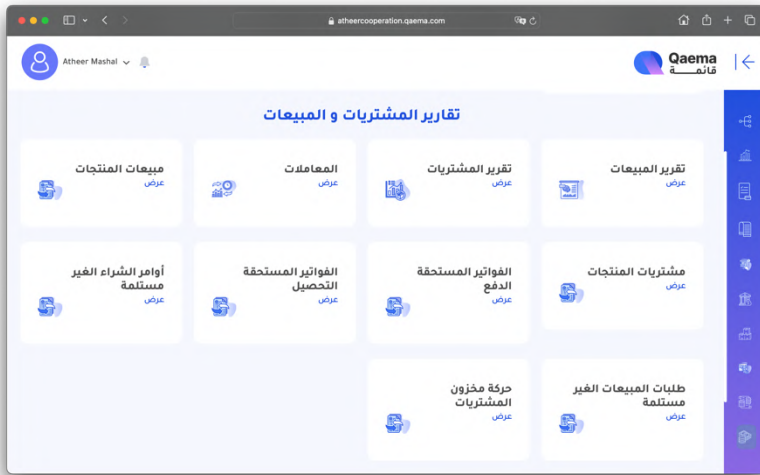 atheercooperation.qaema.com
Atheer Mashal
Qaema
قائمة
تقارير المشتريات و المبيعات
تقرير المبيعات
عرض
تقرير المشتريات
عرض
المعاملات
عرض
مبيعات المنتجات
عرض
مشتريات المنتجات
عرض
الفواتير المستحقة
الدفع
عرض
الفواتير المستحقة
التحصيل
عرض
أوامر الشراء الغير
مستلمة
عرض
طلبات المبيعات الغير
مستلمة
عرض
حركة مخزون
المشتريات
عرض